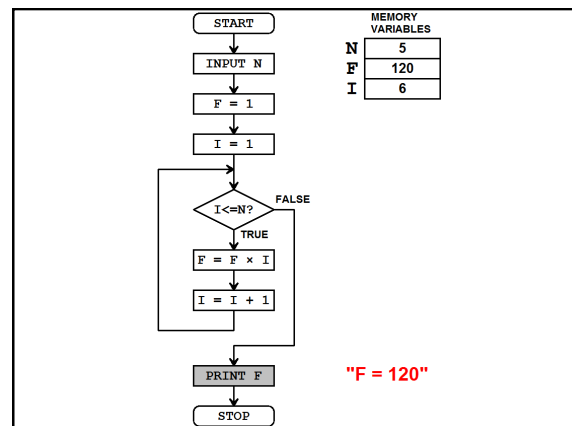 START
INPUT N
F = 1
I = 1
I<=N?
FALSE
TRUE
F = F × I
I = I + 1
PRINT F
STOP
MEMORY
VARIABLES
N 5
F 120
I 6
"F = 120"